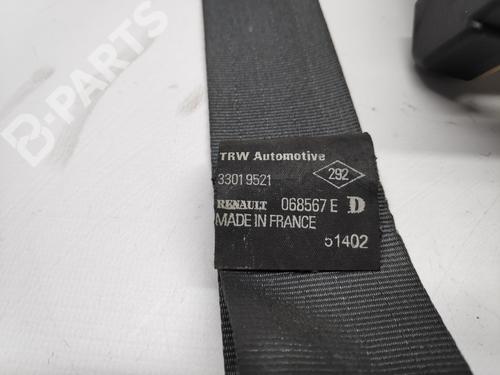 B-PARTS
TRW Automotive
33019521
292
RENAULT 068567 E D
MADE IN FRANCE
51402